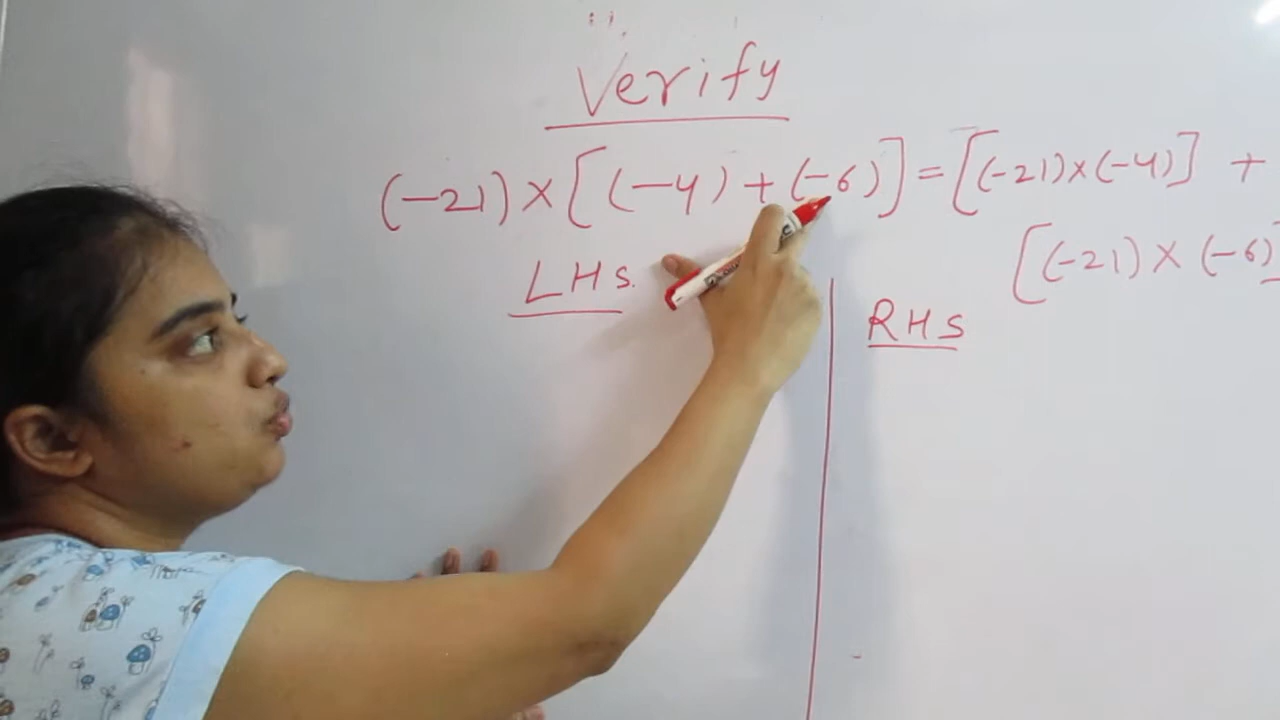 Verify
(-21) × [(-4) + (-6)] = [(-21)×(-4)] +
[(-21) × (-6)]
LHS.
RHS